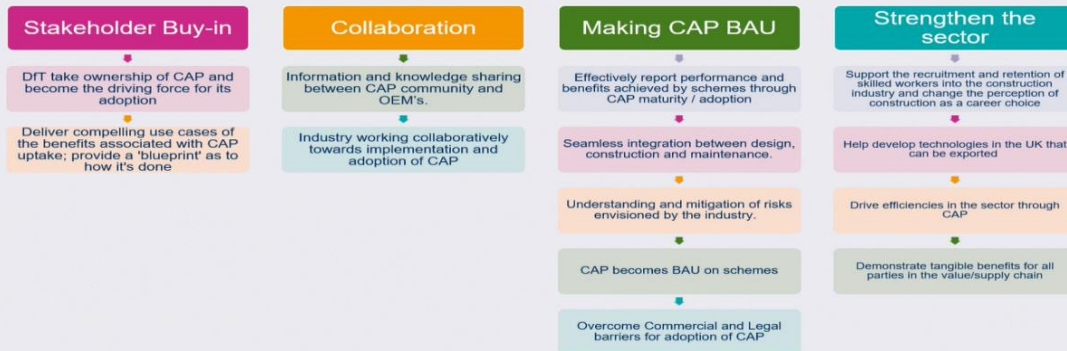 Stakeholder Buy-in
DfT take ownership of CAP and
become the driving force for its
adoption
Deliver compelling use cases of
the benefits associated with CAP
uptake; provide a 'blueprint' as to
how it's done
Collaboration
Information and knowledge sharing
between CAP community and
OEM's.
Industry working collaboratively
towards implementation and
adoption of CAP
Making CAP BAU
Effectively report performance and
benefits achieved by schemes through
CAP maturity / adoption
Seamless integration between design,
construction and maintenance.
Understanding and mitigation of risks
envisioned by the industry.
CAP becomes BAU on schemes
Overcome Commercial and Legal
barriers for adoption of CAP
Strengthen the
sector
Support the recruitment and retention of
skilled workers into the construction
industry and change the perception of
construction as a career choice
Help develop technologies in the UK that
can be exported
Drive efficiencies in the sector through
CAP
Demonstrate tangible benefits for all
parties in the value/supply chain